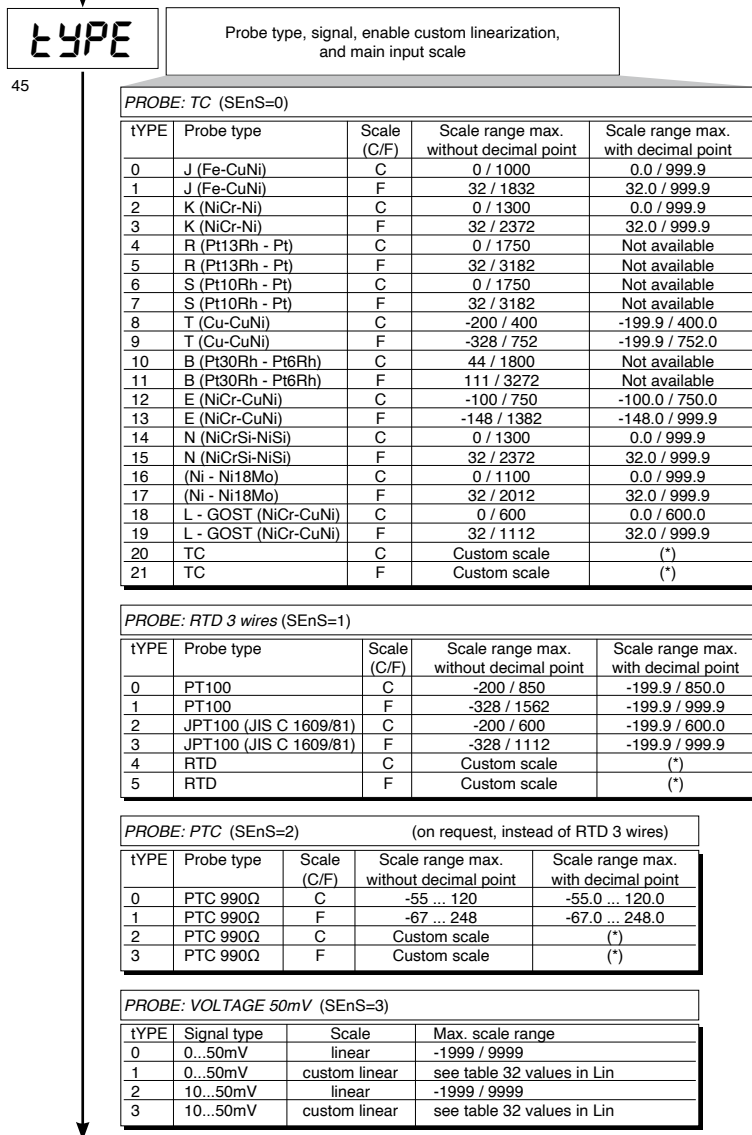 tYPE
Probe type, signal, enable custom linearization,
and main input scale
45
PROBE: TC (SEnS=0)
tYPE Probe type Scale (C/F) Scale range max. without decimal point Scale range max. with decimal point
0 J (Fe-CuNi) C 0 / 1000 0.0 / 999.9
1 J (Fe-CuNi) F 32 / 1832 32.0 / 999.9
2 K (NiCr-Ni) C 0 / 1300 0.0 / 999.9
3 K (NiCr-Ni) F 32 / 2372 32.0 / 999.9
4 R (Pt13Rh - Pt) C 0 / 1750 Not available
5 R (Pt13Rh - Pt) F 32 / 3182 Not available
6 S (Pt10Rh - Pt) C 0 / 1750 Not available
7 S (Pt10Rh - Pt) F 32 / 3182 Not available
8 T (Cu-CuNi) C -200 / 400 -199.9 / 400.0
9 T (Cu-CuNi) F -328 / 752 -199.9 / 752.0
10 B (Pt30Rh - Pt6Rh) C 44 / 1800 Not available
11 B (Pt30Rh - Pt6Rh) F 111 / 3272 Not available
12 E (NiCr-CuNi) C -100 / 750 -100.0 / 750.0
13 E (NiCr-CuNi) F -148 / 1382 -148.0 / 999.9
14 N (NiCrSi-NiSi) C 0 / 1300 0.0 / 999.9
15 N (NiCrSi-NiSi) F 32 / 2372 32.0 / 999.9
16 (Ni - Ni18Mo) C 0 / 1100 0.0 / 999.9
17 (Ni - Ni18Mo) F 32 / 2012 32.0 / 999.9
18 L - GOST (NiCr-CuNi) C 0 / 600 0.0 / 600.0
19 L - GOST (NiCr-CuNi) F 32 / 1112 32.0 / 999.9
20 TC C Custom scale (*)
21 TC F Custom scale (*)
PROBE: RTD 3 wires (SEnS=1)
tYPE Probe type Scale (C/F) Scale range max. without decimal point Scale range max. with decimal point
0 PT100 C -200 / 850 -199.9 / 850.0
1 PT100 F -328 / 1562 -199.9 / 999.9
2 JPT100 (JIS C 1609/81) C -200 / 600 -199.9 / 600.0
3 JPT100 (JIS C 1609/81) F -328 / 1112 -199.9 / 999.9
4 RTD C Custom scale (*)
5 RTD F Custom scale (*)
PROBE: PTC (SEnS=2) (on request, instead of RTD 3 wires)
tYPE Probe type Scale (C/F) Scale range max. without decimal point Scale range max. with decimal point
0 PTC 990Ω C -55 ... 120 -55.0 ... 120.0
1 PTC 990Ω F -67 ... 248 -67.0 ... 248.0
2 PTC 990Ω C Custom scale (*)
3 PTC 990Ω F Custom scale (*)
PROBE: VOLTAGE 50mV (SEnS=3)
tYPE Signal type Scale Max. scale range
0 0...50mV linear -1999 / 9999
1 0...50mV custom linear see table 32 values in Lin
2 10...50mV linear -1999 / 9999
3 10...50mV custom linear see table 32 values in Lin